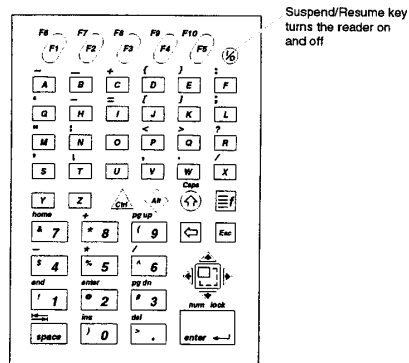 Suspend/Resume key
turns the reader on
and off
F6 F7 F8 F9 F10
F1 F2 F3 F4 F5 I/O
~ _ + { } :
A B C D E F
- = [ ] ;
G H I J K L
" < > ?
M N O P Q R
' \ , . /
S T U V W X
Caps
Y Z Ctrl Alt f
home + pg up
& 7 * 8 ( 9 Esc
- * /
$ 4 % 5 ^ 6
end enter pg dn
! 1 @ 2 # 3
num lock
ins del
space ) 0 > . enter